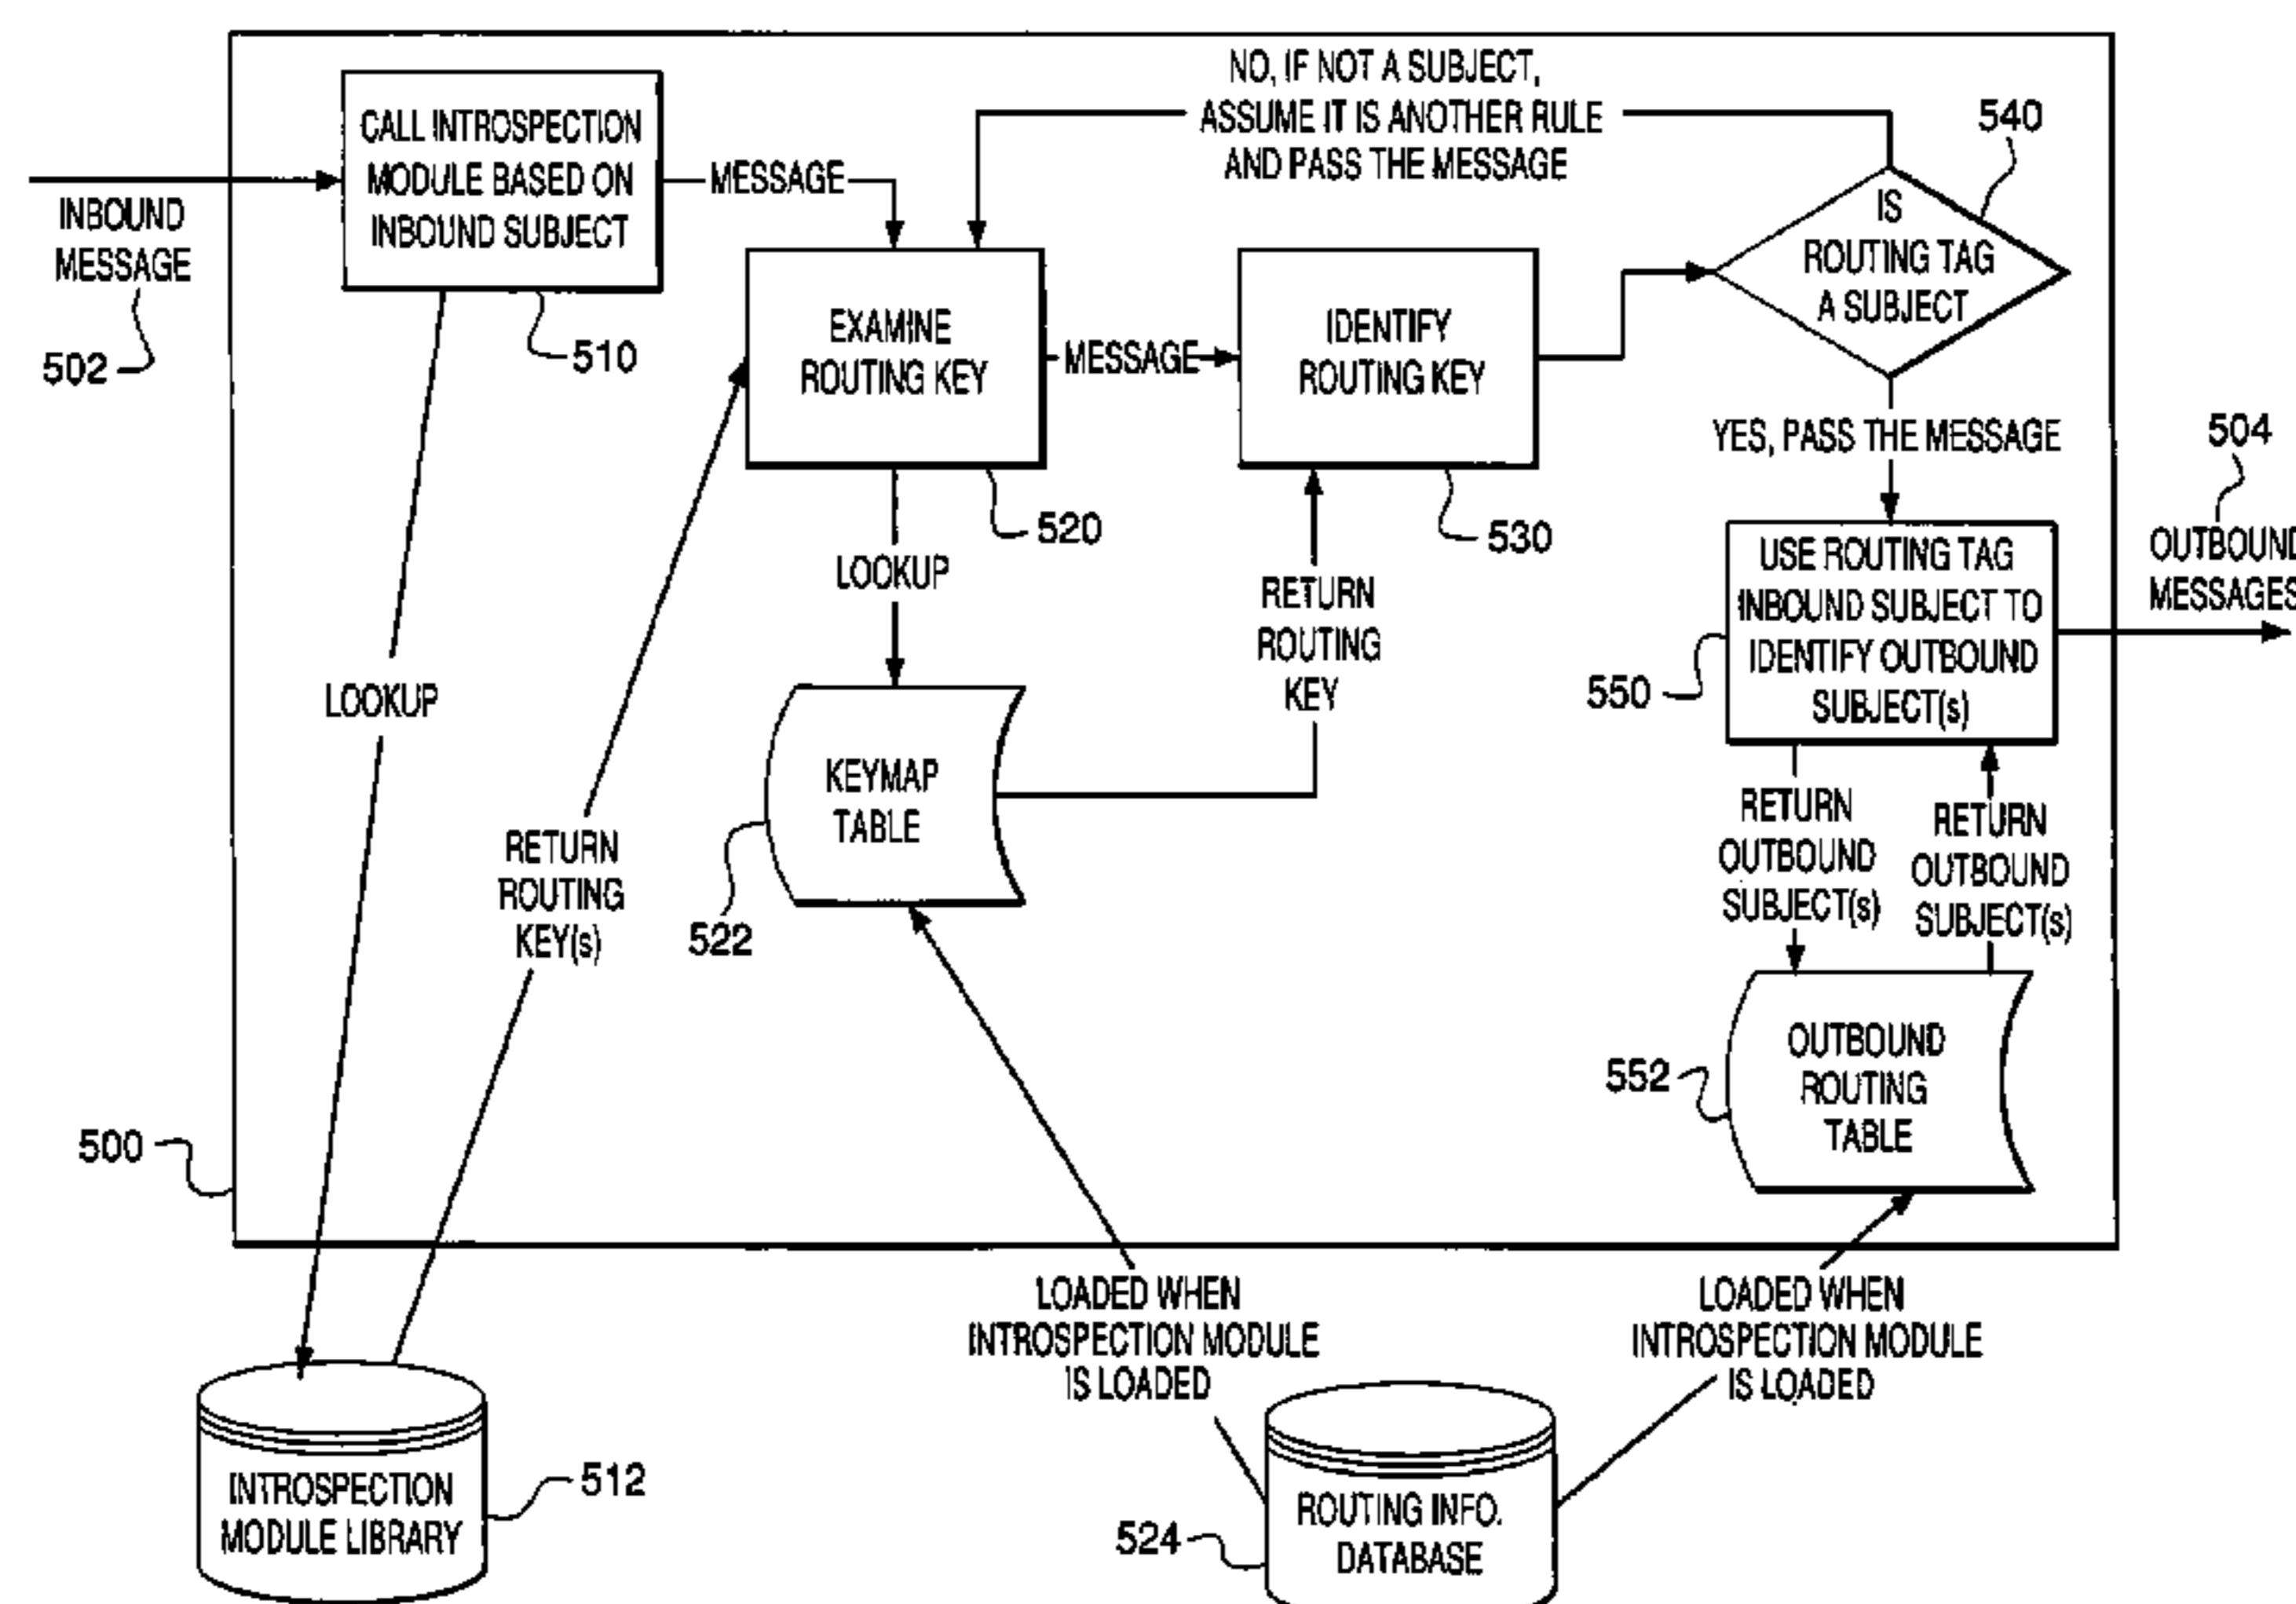 NO, IF NOT A SUBJECT,
ASSUME IT IS ANOTHER RULE
AND PASS THE MESSAGE
540
CALL INTROSPECTION
MODULE BASED ON
INBOUND SUBJECT
MESSAGE
INBOUND
MESSAGE
502
510
EXAMINE
ROUTING KEY
MESSAGE
IDENTIFY
ROUTING KEY
IS
ROUTING TAG
A SUBJECT
YES, PASS THE MESSAGE
504
OUTBOUND
MESSAGES
520
530
LOOKUP
LOOKUP
RETURN
ROUTING
KEY
USE ROUTING TAG
INBOUND SUBJECT TO
IDENTIFY OUTBOUND
SUBJECT(s)
550
KEYMAP
TABLE
522
RETURN
ROUTING
KEY(s)
RETURN
OUTBOUND
SUBJECT(s)
RETURN
OUTBOUND
SUBJECT(s)
OUTBOUND
ROUTING
TABLE
552
500
LOADED WHEN
INTROSPECTION MODULE
IS LOADED
LOADED WHEN
INTROSPECTION MODULE
IS LOADED
INTROSPECTION
MODULE LIBRARY
512
ROUTING INFO.
DATABASE
524